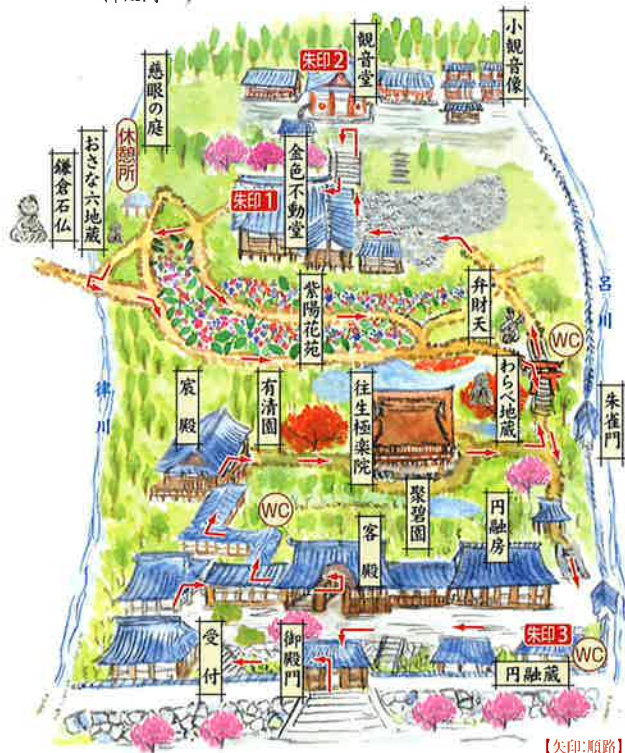 小観音像
観音堂
朱印2
慈眼の庭
休憩所
おさな六地蔵
鎌倉石仏
金色不動堂
朱印1
紫陽花苑
弁財天
呂川
WC
わらべ地蔵
朱雀門
律川
宸殿
有清園
往生極楽院
聚碧園
円融房
WC
客殿
朱印3
WC
円融蔵
御殿門
受付
【矢印:順路】